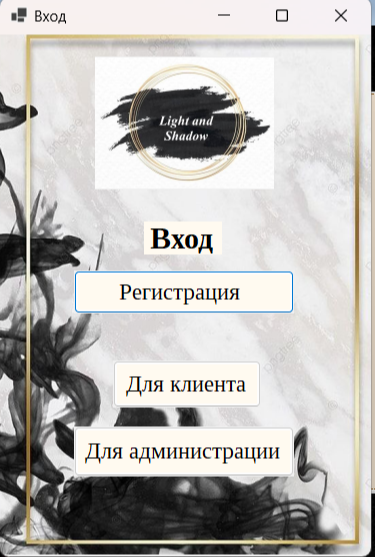 Вход
Light and
Shadow
Вход
Регистрация
Для клиента
Для администрации